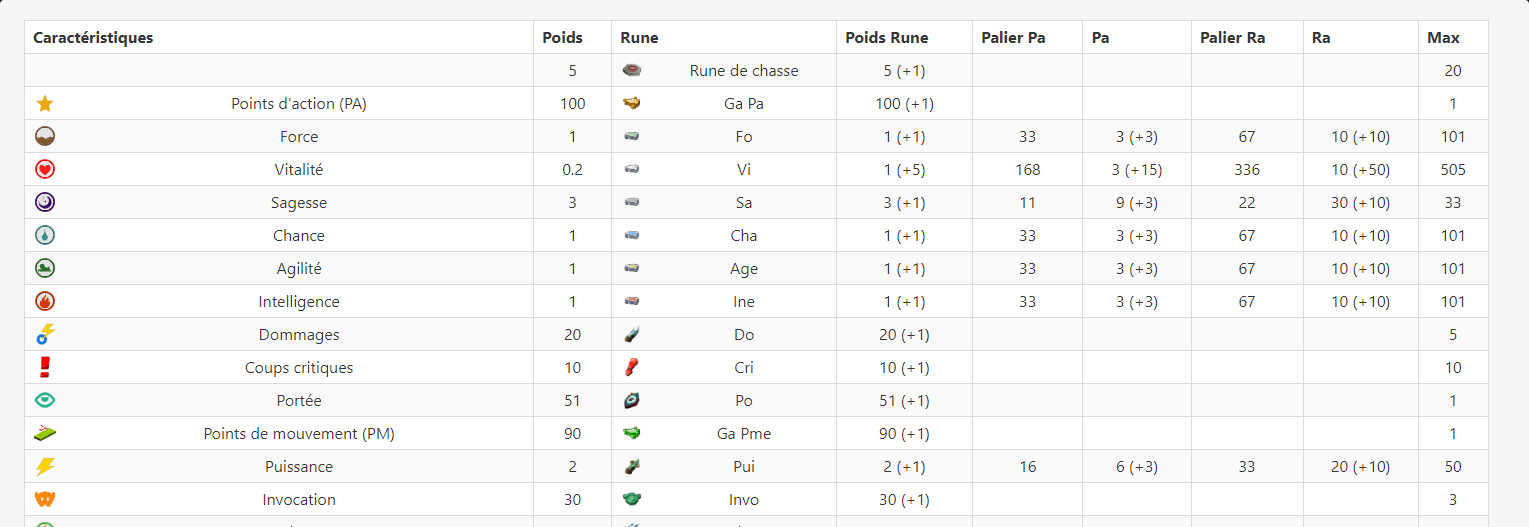 Caractéristiques Poids Rune Poids Rune Palier Pa Pa Palier Ra Ra Max
5 Rune de chasse 5 (+1) 20
Points d'action (PA) 100 Ga Pa 100 (+1) 1
Force 1 Fo 1 (+1) 33 3 (+3) 67 10 (+10) 101
Vitalité 0.2 Vi 1 (+5) 168 3 (+15) 336 10 (+50) 505
Sagesse 3 Sa 3 (+1) 11 9 (+3) 22 30 (+10) 33
Chance 1 Cha 1 (+1) 33 3 (+3) 67 10 (+10) 101
Agilité 1 Age 1 (+1) 33 3 (+3) 67 10 (+10) 101
Intelligence 1 Ine 1 (+1) 33 3 (+3) 67 10 (+10) 101
Dommages 20 Do 20 (+1) 5
Coups critiques 10 Cri 10 (+1) 10
Portée 51 Po 51 (+1) 1
Points de mouvement (PM) 90 Ga Pme 90 (+1) 1
Puissance 2 Pui 2 (+1) 16 6 (+3) 33 20 (+10) 50
Invocation 30 Invo 30 (+1) 3